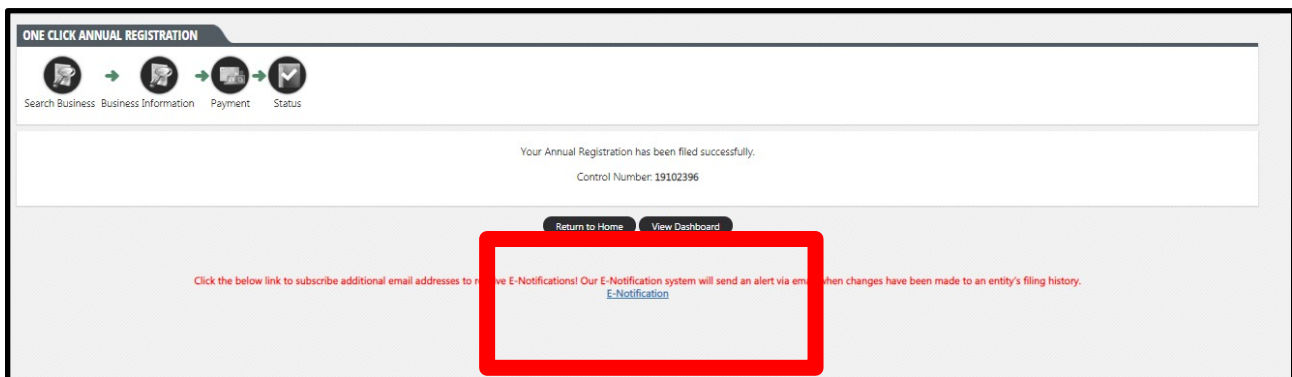 ONE CLICK ANNUAL REGISTRATION
Search Business Business Information Payment Status
Your Annual Registration has been filed successfully.
Control Number: 19102396
Return to Home View Dashboard
Click the below link to subscribe additional email addresses to receive E-Notifications! Our E-Notification system will send an alert via email when changes have been made to an entity's filing history.
E-Notification